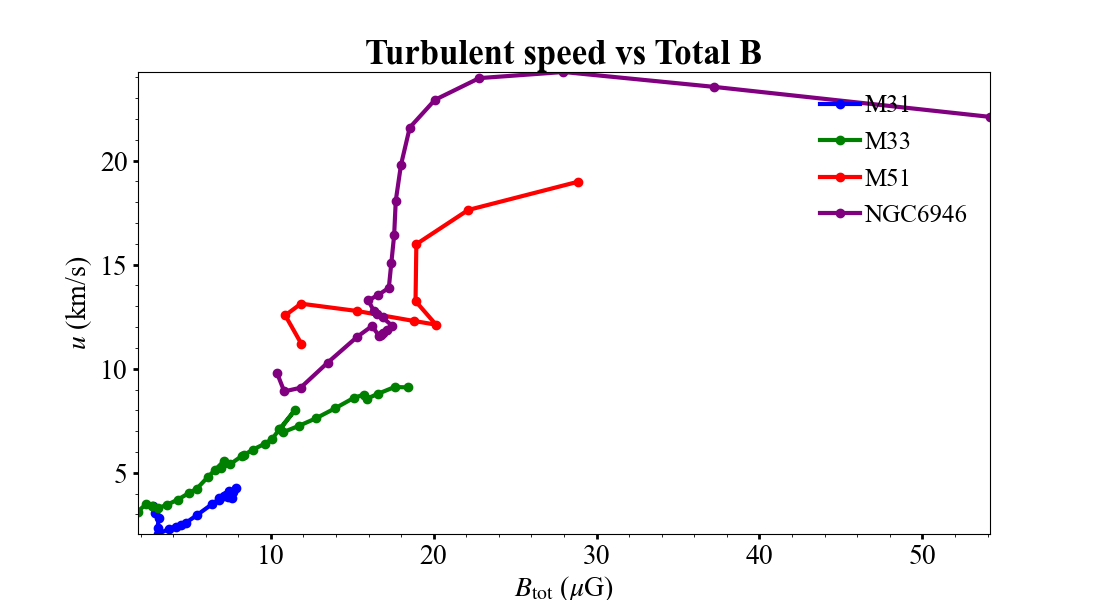 Turbulent speed vs Total B
M31
M33
M51
NGC6946
20
15
10
5
u (km/s)
10 20 30 40 50
B_tot (μG)